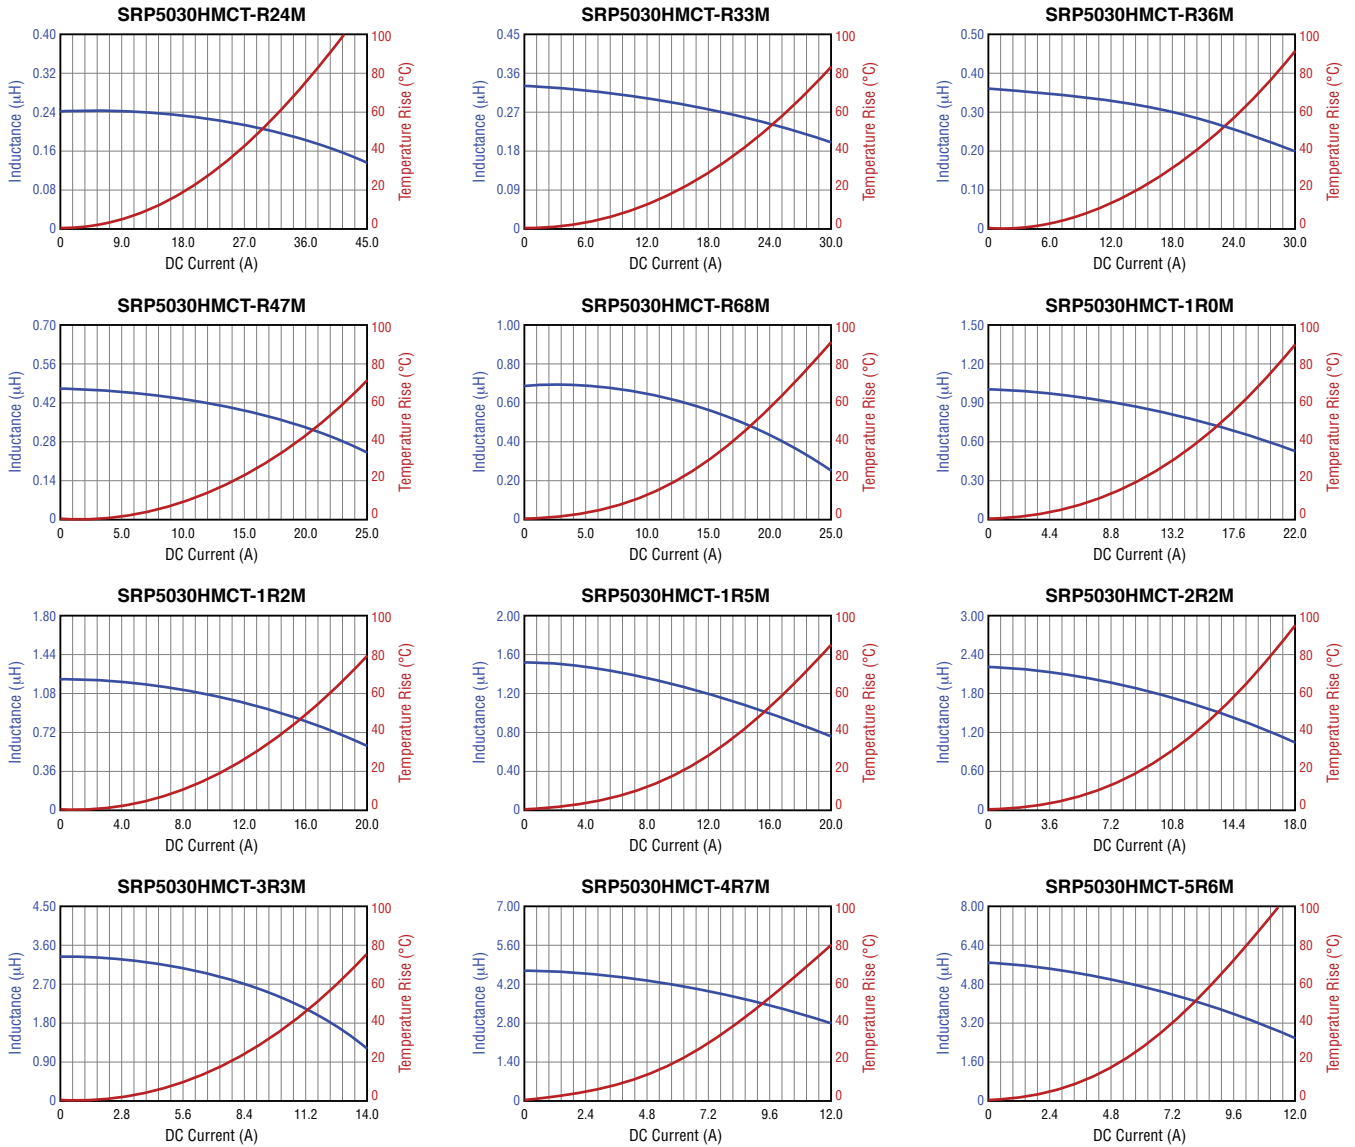 SRP5030HMCT-R24M
0.40
0.32
0.24
0.16
0.08
0
Inductance (µH)
100
80
60
40
20
0
Temperature Rise (°C)
0 9.0 18.0 27.0 36.0 45.0
DC Current (A)
SRP5030HMCT-R33M
0.45
0.36
0.27
0.18
0.09
0
Inductance (µH)
100
80
60
40
20
0
Temperature Rise (°C)
0 6.0 12.0 18.0 24.0 30.0
DC Current (A)
SRP5030HMCT-R36M
0.50
0.40
0.30
0.20
0.10
0
Inductance (µH)
100
80
60
40
20
0
Temperature Rise (°C)
0 6.0 12.0 18.0 24.0 30.0
DC Current (A)
SRP5030HMCT-R47M
0.70
0.56
0.42
0.28
0.14
0
Inductance (µH)
100
80
60
40
20
0
Temperature Rise (°C)
0 5.0 10.0 15.0 20.0 25.0
DC Current (A)
SRP5030HMCT-R68M
1.00
0.80
0.60
0.40
0.20
0
Inductance (µH)
100
80
60
40
20
0
Temperature Rise (°C)
0 5.0 10.0 15.0 20.0 25.0
DC Current (A)
SRP5030HMCT-1R0M
1.50
1.20
0.90
0.60
0.30
0
Inductance (µH)
100
80
60
40
20
0
Temperature Rise (°C)
0 4.4 8.8 13.2 17.6 22.0
DC Current (A)
SRP5030HMCT-1R2M
1.80
1.44
1.08
0.72
0.36
0
Inductance (µH)
100
80
60
40
20
0
Temperature Rise (°C)
0 4.0 8.0 12.0 16.0 20.0
DC Current (A)
SRP5030HMCT-1R5M
2.00
1.60
1.20
0.80
0.40
0
Inductance (µH)
100
80
60
40
20
0
Temperature Rise (°C)
0 4.0 8.0 12.0 16.0 20.0
DC Current (A)
SRP5030HMCT-2R2M
3.00
2.40
1.80
1.20
0.60
0
Inductance (µH)
100
80
60
40
20
0
Temperature Rise (°C)
0 3.6 7.2 10.8 14.4 18.0
DC Current (A)
SRP5030HMCT-3R3M
4.50
3.60
2.70
1.80
0.90
0
Inductance (µH)
100
80
60
40
20
0
Temperature Rise (°C)
0 2.8 5.6 8.4 11.2 14.0
DC Current (A)
SRP5030HMCT-4R7M
7.00
5.60
4.20
2.80
1.40
0
Inductance (µH)
100
80
60
40
20
0
Temperature Rise (°C)
0 2.4 4.8 7.2 9.6 12.0
DC Current (A)
SRP5030HMCT-5R6M
8.00
6.40
4.80
3.20
1.60
0
Inductance (µH)
100
80
60
40
20
0
Temperature Rise (°C)
0 2.4 4.8 7.2 9.6 12.0
DC Current (A)